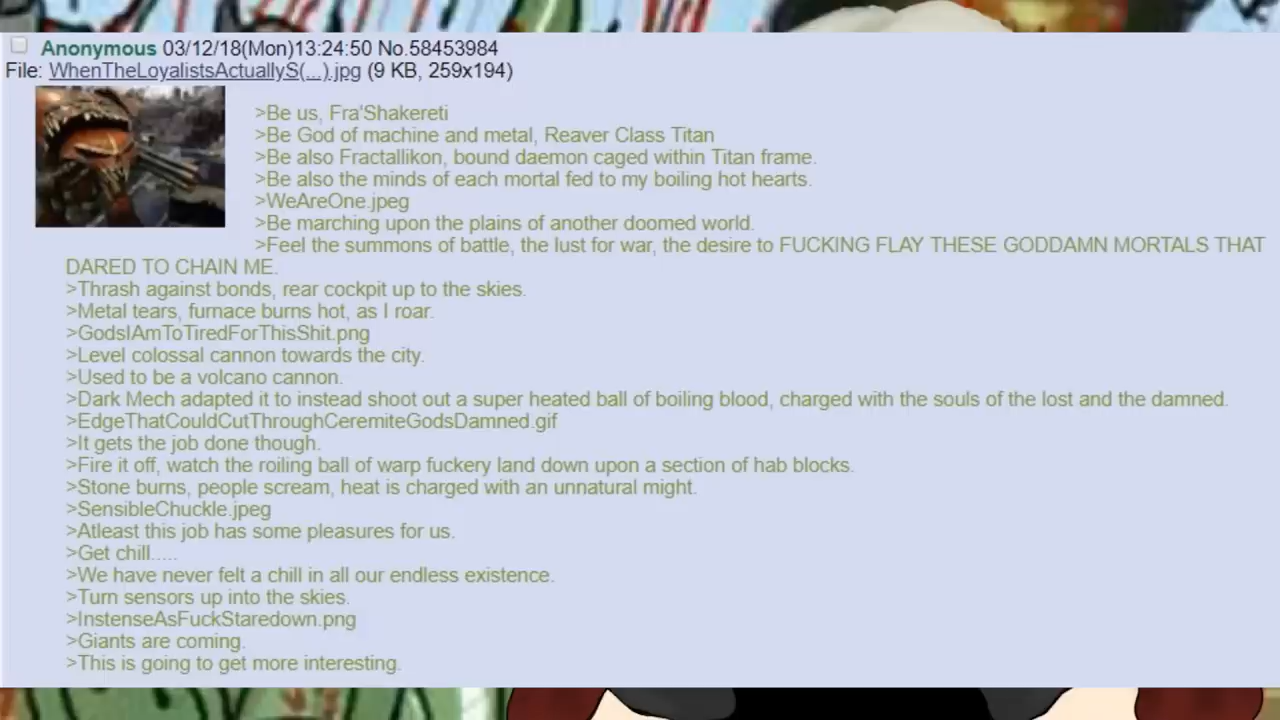 Anonymous 03/12/18(Mon)13:24:50 No.58453984
File: WhenTheLoyalistsActuallyS(...).jpg (9 KB, 259x194)
>Be us, Fra'Shakereti
>Be God of machine and metal, Reaver Class Titan
>Be also Fractallikon, bound daemon caged within Titan frame.
>Be also the minds of each mortal fed to my boiling hot hearts.
>WeAreOne.jpeg
>Be marching upon the plains of another doomed world.
>Feel the summons of battle, the lust for war, the desire to FUCKING FLAY THESE GODDAMN MORTALS THAT
DARED TO CHAIN ME.
>Thrash against bonds, rear cockpit up to the skies.
>Metal tears, furnace burns hot, as I roar.
>GodsIAmToTiredForThisShit.png
>Level colossal cannon towards the city.
>Used to be a volcano cannon.
>Dark Mech adapted it to instead shoot out a super heated ball of boiling blood, charged with the souls of the lost and the damned.
>EdgeThatCouldCutThroughCeremiteGodsDamned.gif
>It gets the job done though.
>Fire it off, watch the roiling ball of warp fuckery land down upon a section of hab blocks.
>Stone burns, people scream, heat is charged with an unnatural might.
>SensibleChuckle.jpeg
>Atleast this job has some pleasures for us.
>Get chill.....
>We have never felt a chill in all our endless existence.
>Turn sensors up into the skies.
>InstenseAsFuckStaredown.png
>Giants are coming.
>This is going to get more interesting.